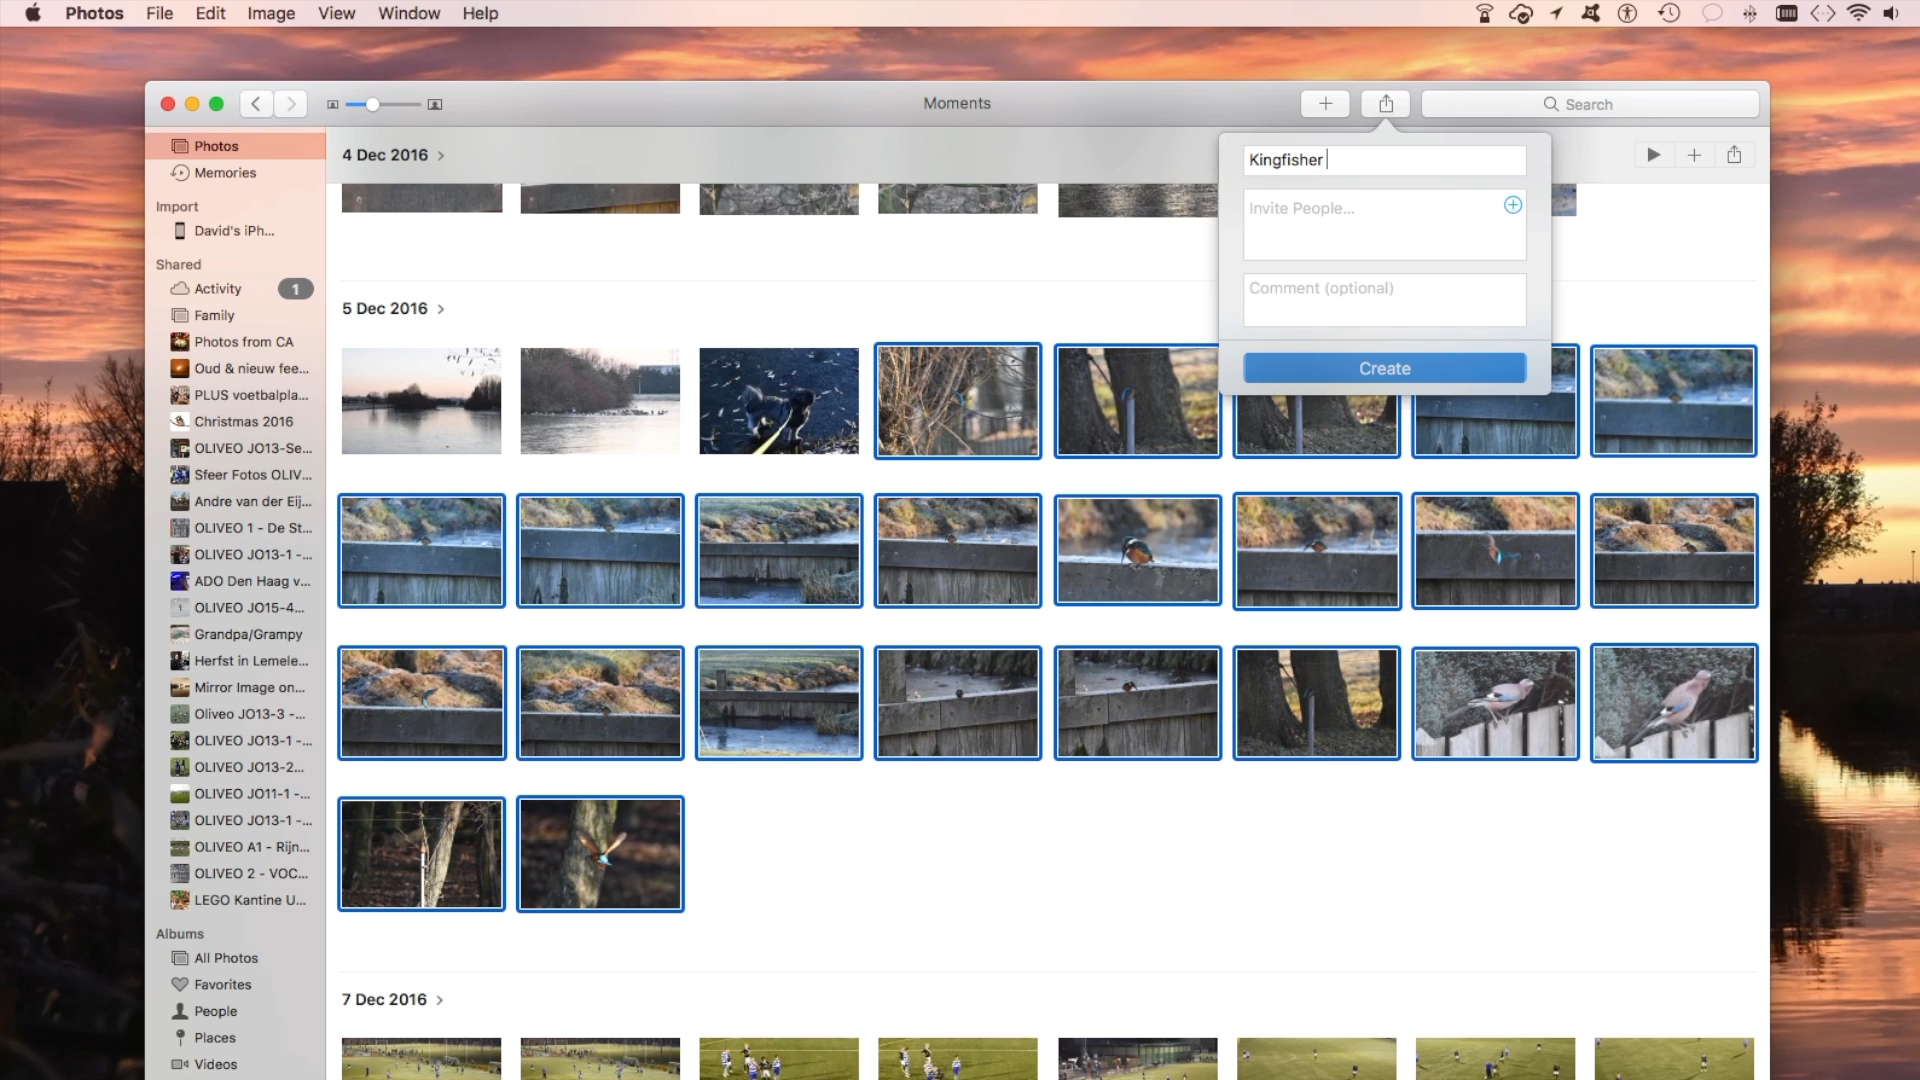 Photos File Edit Image View Window Help
Moments
Search
Photos
Memories
Import
David's iPh...
Shared
Activity 1
Family
Photos from CA
Oud & nieuw fee...
PLUS voetbalpla...
Christmas 2016
OLIVEO JO13-Se...
Sfeer Fotos OLIV...
Andre van der Eij...
OLIVEO 1 - De St...
OLIVEO JO13-1 -...
ADO Den Haag v...
OLIVEO JO15-4...
Grandpa/Grampy
Herfst in Lemele...
Mirror Image on...
Oliveo JO13-3 -...
OLIVEO JO13-1 -...
OLIVEO JO13-2...
OLIVEO JO11-1 -...
OLIVEO JO13-1 -...
OLIVEO A1 - Rijn...
OLIVEO 2 - VOC...
LEGO Kantine U...
Albums
All Photos
Favorites
People
Places
Videos
4 Dec 2016
5 Dec 2016
7 Dec 2016
Kingfisher
Invite People...
Comment (optional)
Create